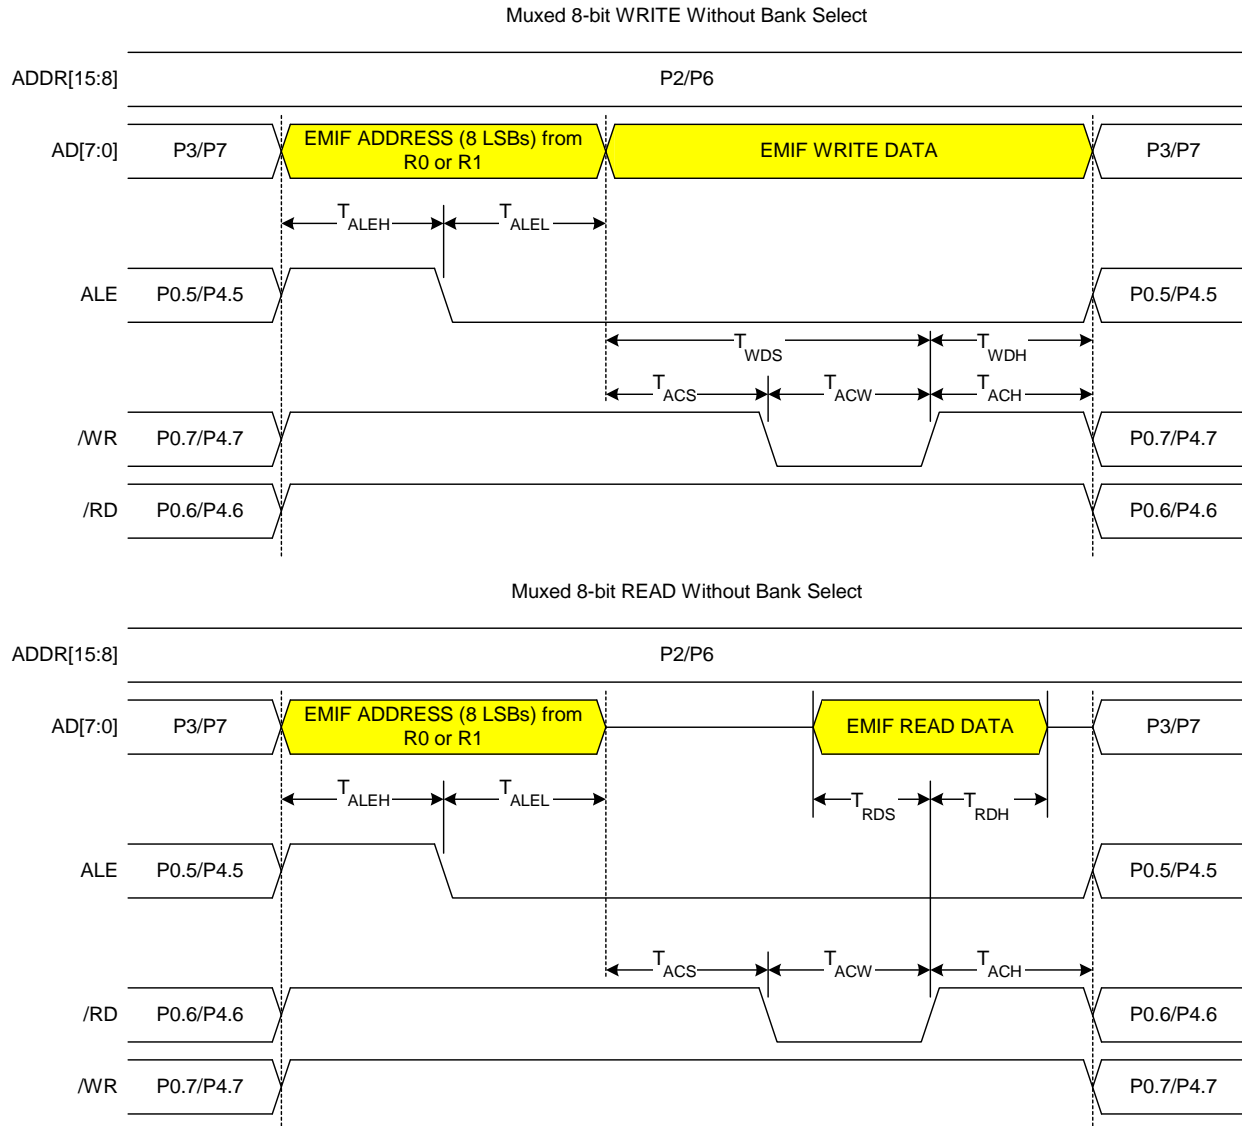 Muxed 8-bit WRITE Without Bank Select
ADDR[15:8] P2/P6
AD[7:0] P3/P7 EMIF ADDRESS (8 LSBs) from R0 or R1 EMIF WRITE DATA P3/P7
TALEH TALEL
ALE P0.5/P4.5 P0.5/P4.5
TWDS TWDH
TACS TACW TACH
/WR P0.7/P4.7 P0.7/P4.7
/RD P0.6/P4.6 P0.6/P4.6
Muxed 8-bit READ Without Bank Select
ADDR[15:8] P2/P6
AD[7:0] P3/P7 EMIF ADDRESS (8 LSBs) from R0 or R1 EMIF READ DATA P3/P7
TALEH TALEL TRDS TRDH
ALE P0.5/P4.5 P0.5/P4.5
TACS TACW TACH
/RD P0.6/P4.6 P0.6/P4.6
/WR P0.7/P4.7 P0.7/P4.7